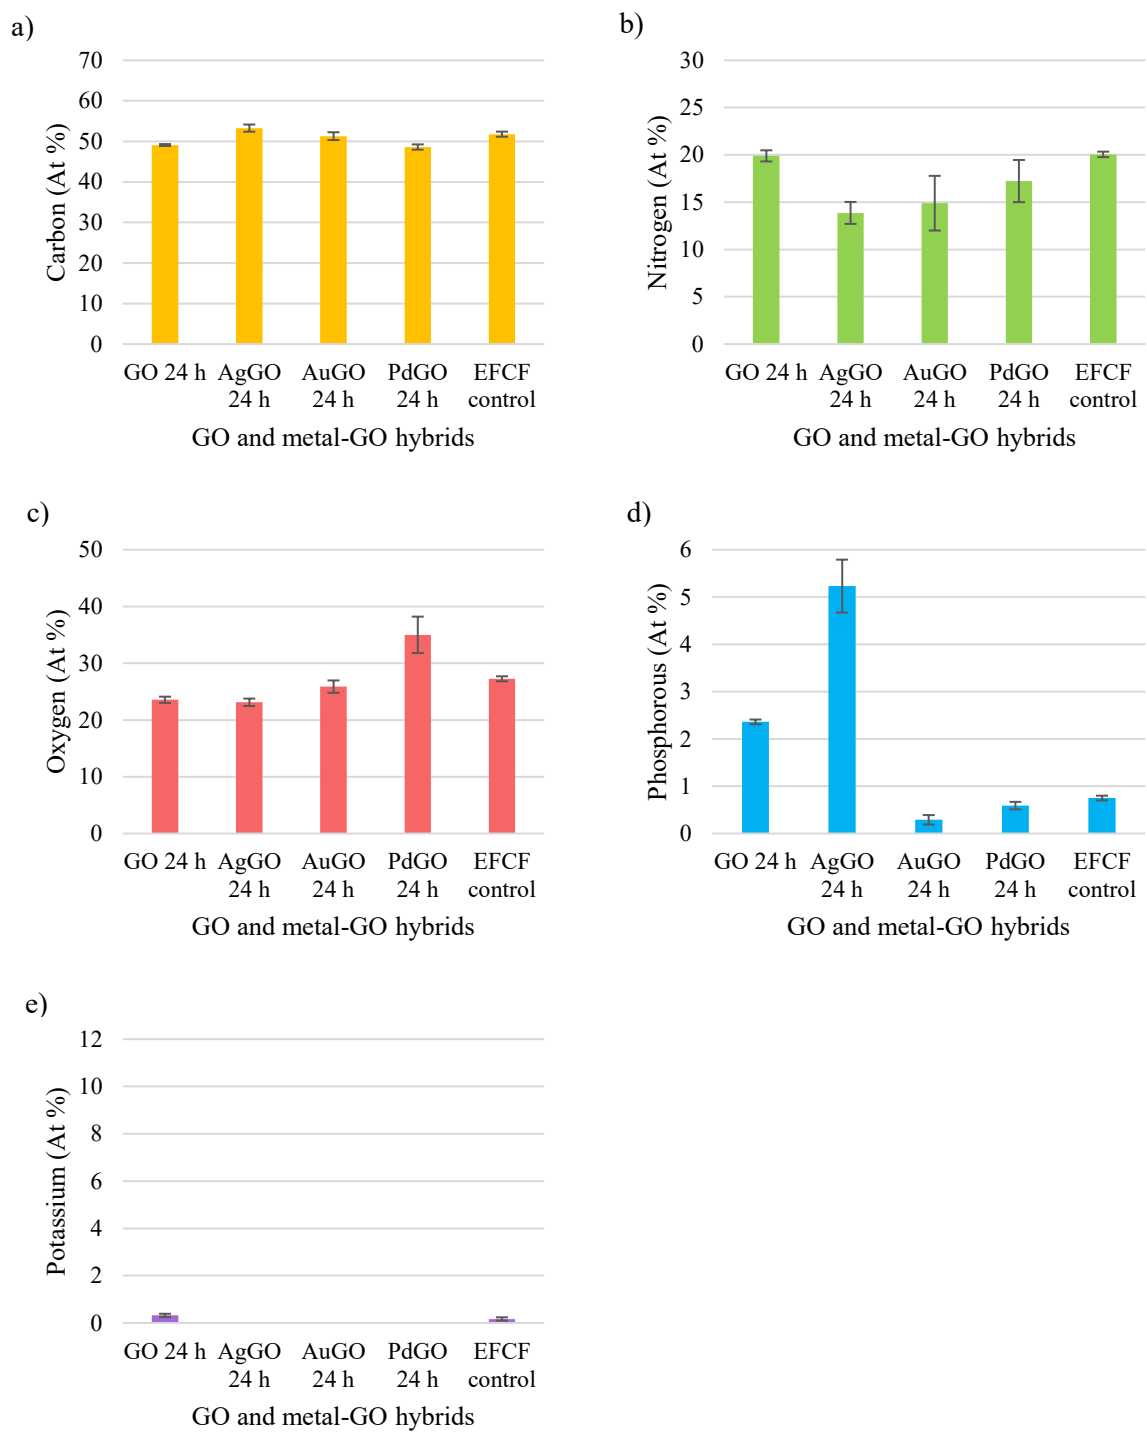 a)
Carbon (At %)
70
60
50
40
30
20
10
0
GO 24 h AgGO AuGO PdGO EFCF
24 h 24 h 24 h control
GO and metal-GO hybrids
b)
Nitrogen (At %)
30
25
20
15
10
5
0
GO 24 h AgGO AuGO PdGO EFCF
24 h 24 h 24 h control
GO and metal-GO hybrids
c)
Oxygen (At %)
50
40
30
20
10
0
GO 24 h AgGO AuGO PdGO EFCF
24 h 24 h 24 h control
GO and metal-GO hybrids
d)
Phosphorous (At %)
6
5
4
3
2
1
0
GO 24 h AgGO AuGO PdGO EFCF
24 h 24 h 24 h control
GO and metal-GO hybrids
e)
Potassium (At %)
12
10
8
6
4
2
0
GO 24 h AgGO AuGO PdGO EFCF
24 h 24 h 24 h control
GO and metal-GO hybrids